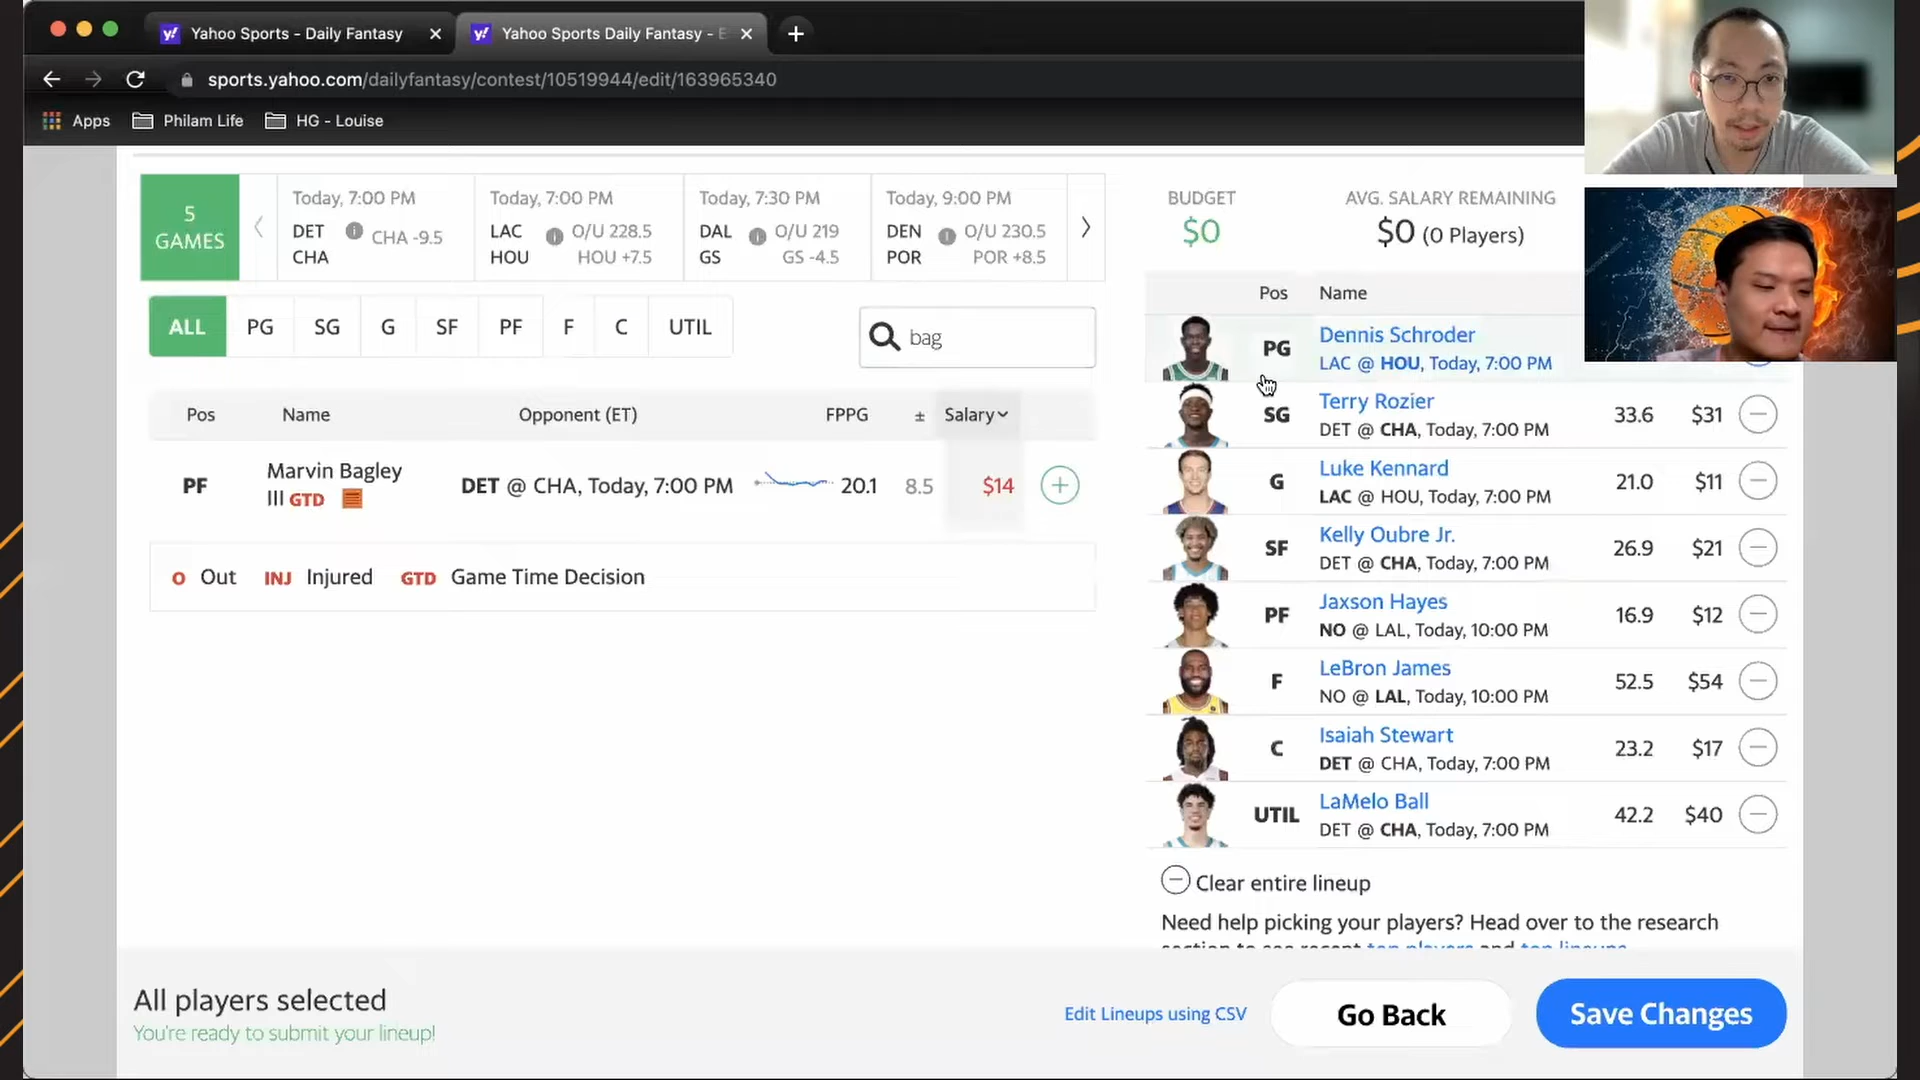 Yahoo Sports - Daily Fantasy
Yahoo Sports Daily Fantasy - E
sports.yahoo.com/dailyfantasy/contest/10519944/edit/163965340
Apps
Philam Life
HG - Louise
5
GAMES
Today, 7:00 PM
DET
CHA -9.5
CHA
Today, 7:00 PM
LAC
O/U 228.5
HOU
HOU +7.5
Today, 7:30 PM
DAL
O/U 219
GS
GS -4.5
Today, 9:00 PM
DEN
O/U 230.5
POR
POR +8.5
ALL PG SG G SF PF F C UTIL
bag
Pos Name Opponent (ET) FPPG ± Salary
PF Marvin Bagley III GTD DET @ CHA, Today, 7:00 PM 20.1 8.5 $14
O Out INJ Injured GTD Game Time Decision
BUDGET
$0
AVG. SALARY REMAINING
$0 (0 Players)
Pos Name
PG Dennis Schroder
LAC @ HOU, Today, 7:00 PM
SG Terry Rozier 33.6 $31
DET @ CHA, Today, 7:00 PM
G Luke Kennard 21.0 $11
LAC @ HOU, Today, 7:00 PM
SF Kelly Oubre Jr. 26.9 $21
DET @ CHA, Today, 7:00 PM
PF Jaxson Hayes 16.9 $12
NO @ LAL, Today, 10:00 PM
F LeBron James 52.5 $54
NO @ LAL, Today, 10:00 PM
C Isaiah Stewart 23.2 $17
DET @ CHA, Today, 7:00 PM
UTIL LaMelo Ball 42.2 $40
DET @ CHA, Today, 7:00 PM
Clear entire lineup
Need help picking your players? Head over to the research
section to see recent top players and top lineups
All players selected
You're ready to submit your lineup!
Edit Lineups using CSV
Go Back
Save Changes